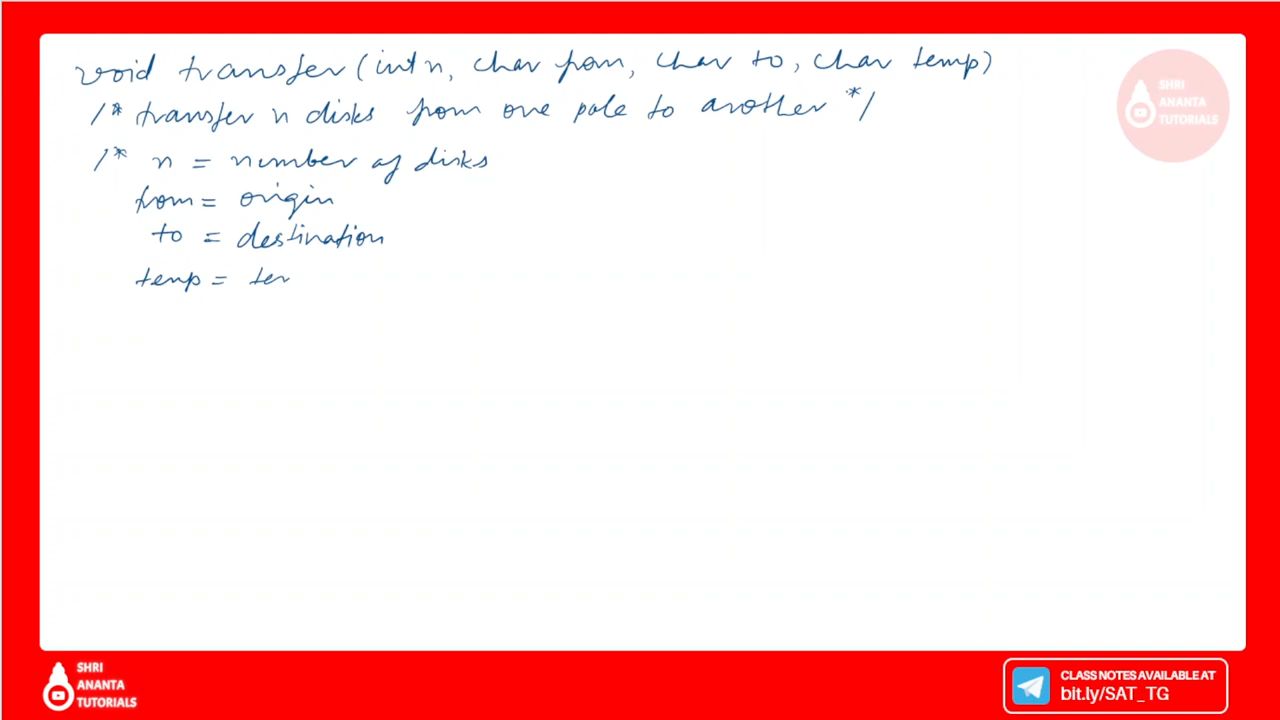 void transfer (int n, char from, char to, char temp)
/* transfer n disks from one pole to another */
/* n = number of disks
from = origin
to = destination
temp = ter
SHRI
ANANTA
TUTORIALS
SHRI
ANANTA
TUTORIALS
CLASS NOTES AVAILABLE AT
bit.ly/SAT_TG